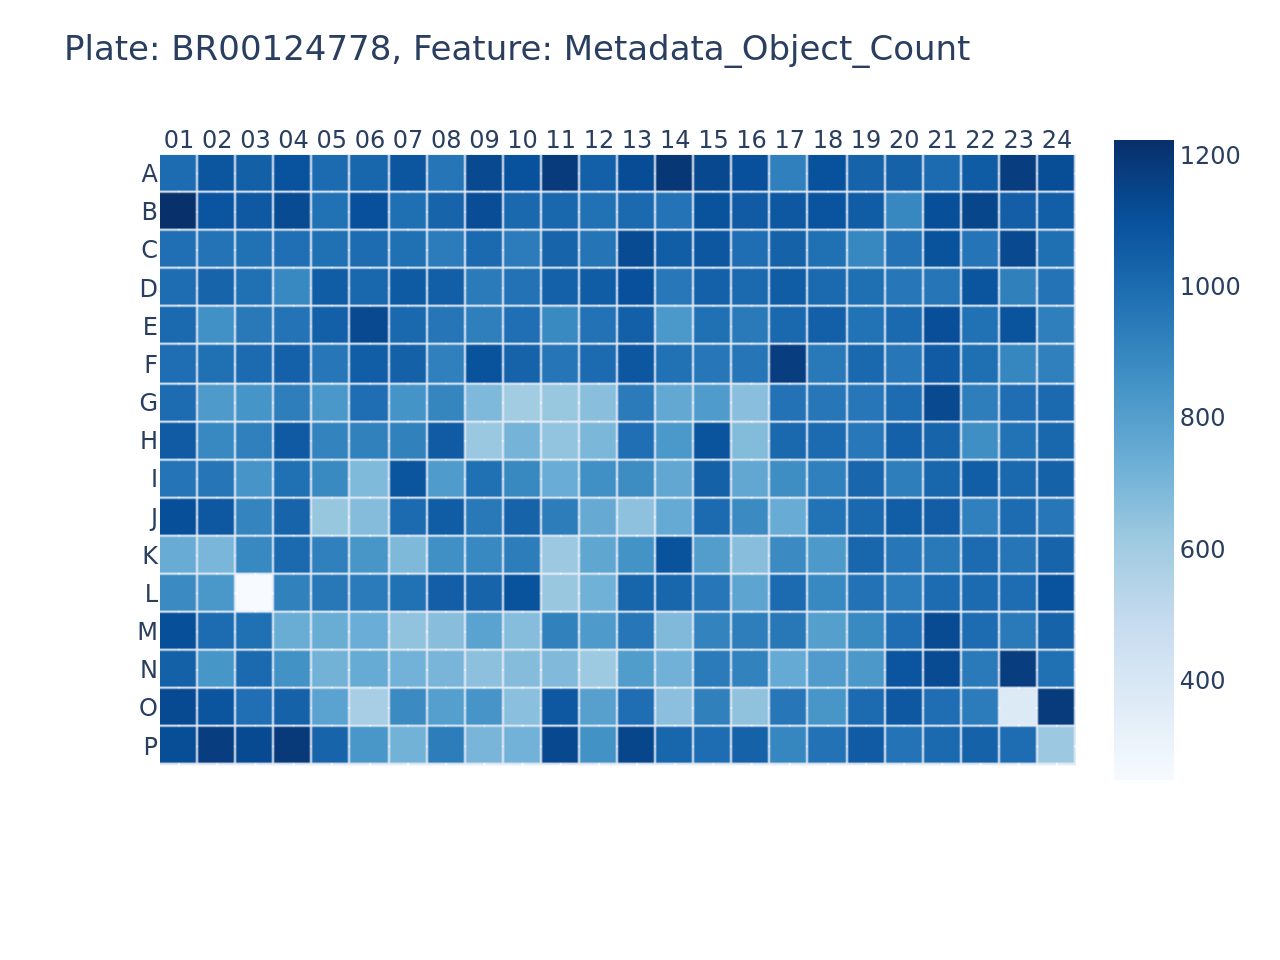 Plate: BR00124778, Feature: Metadata_Object_Count
01 02 03 04 05 06 07 08 09 10 11 12 13 14 15 16 17 18 19 20 21 22 23 24
A
B
C
D
E
F
G
H
I
J
K
L
M
N
O
P
1200
1000
800
600
400